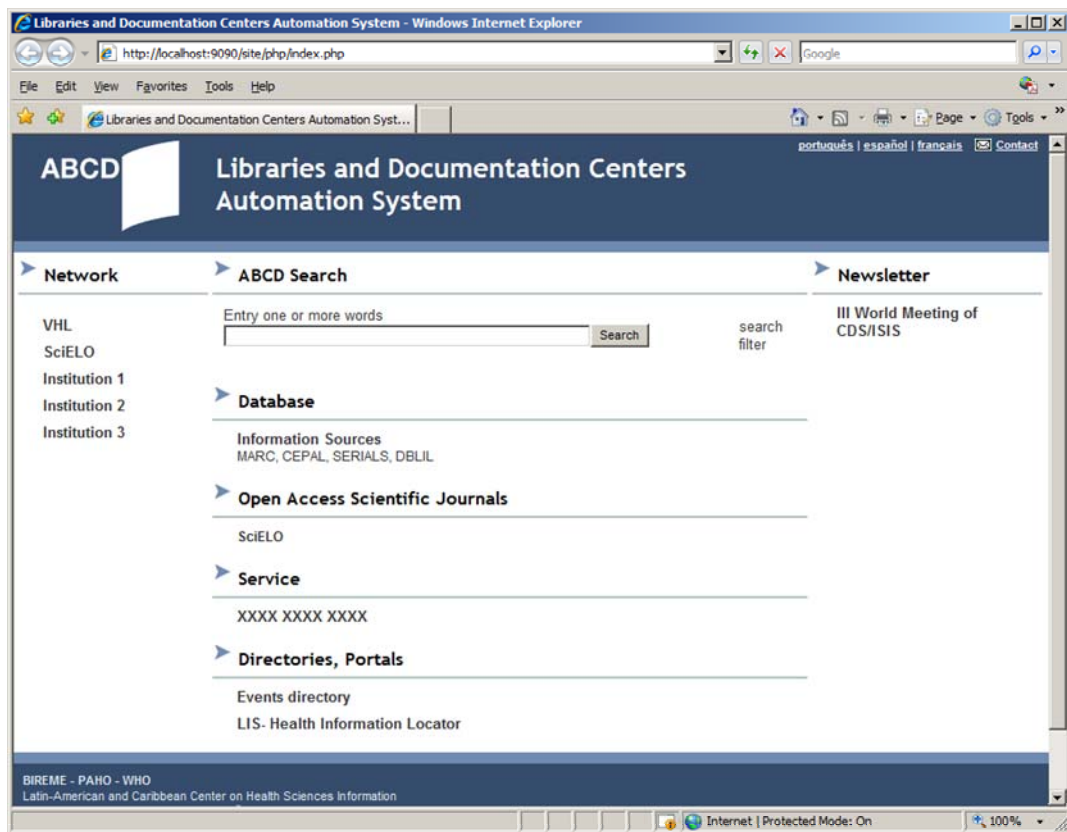 Libraries and Documentation Centers Automation System - Windows Internet Explorer
http://localhost:9090/site/php/index.php
Google
File Edit View Favorites Tools Help
Libraries and Documentation Centers Automation Syst...
Page Tools »
português | español | français Contact
ABCD
Libraries and Documentation Centers
Automation System
Network
VHL
SciELO
Institution 1
Institution 2
Institution 3
ABCD Search
Entry one or more words
Search
search
filter
Database
Information Sources
MARC, CEPAL, SERIALS, DBLIL
Open Access Scientific Journals
SciELO
Service
XXXX XXXX XXXX
Directories, Portals
Events directory
LIS- Health Information Locator
Newsletter
III World Meeting of
CDS/ISIS
BIREME - PAHO - WHO
Latin-American and Caribbean Center on Health Sciences Information
Internet | Protected Mode: On
100%